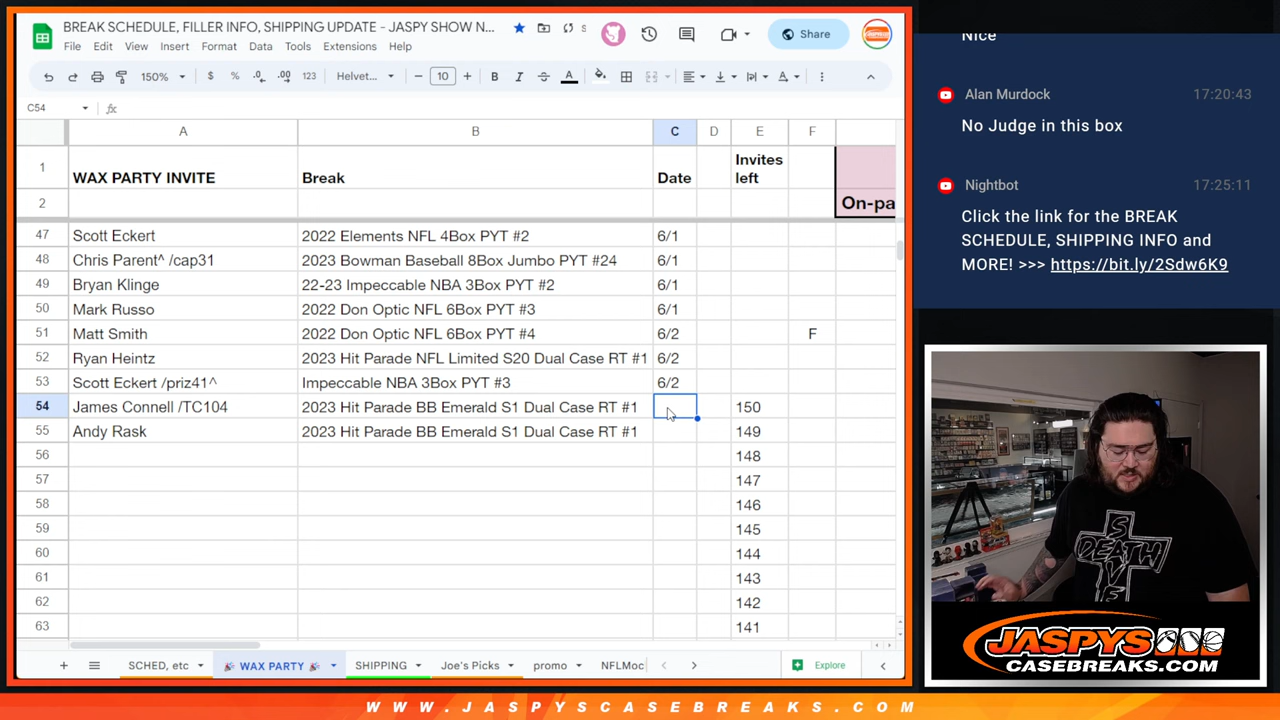 BREAK SCHEDULE, FILLER INFO, SHIPPING UPDATE - JASPY SHOW N... S
File Edit View Insert Format Data Tools Extensions Help
Share
150% $ % .0 .00 123 Helvet... - 10 + B I A
C54 fx
A B C D E F
1 WAX PARTY INVITE Break Date Invites left
2 On-pa
47 Scott Eckert 2022 Elements NFL 4Box PYT #2 6/1
48 Chris Parent^ /cap31 2023 Bowman Baseball 8Box Jumbo PYT #24 6/1
49 Bryan Klinge 22-23 Impeccable NBA 3Box PYT #2 6/1
50 Mark Russo 2022 Don Optic NFL 6Box PYT #3 6/1
51 Matt Smith 2022 Don Optic NFL 6Box PYT #4 6/2 F
52 Ryan Heintz 2023 Hit Parade NFL Limited S20 Dual Case RT #1 6/2
53 Scott Eckert /priz41^ Impeccable NBA 3Box PYT #3 6/2
54 James Connell /TC104 2023 Hit Parade BB Emerald S1 Dual Case RT #1 150
55 Andy Rask 2023 Hit Parade BB Emerald S1 Dual Case RT #1 149
56 148
57 147
58 146
59 145
60 144
61 143
62 142
63 141
+ SCHED, etc WAX PARTY SHIPPING Joe's Picks promo NFLMoc Explore
Nice
Alan Murdock 17:20:43
No Judge in this box
Nightbot 17:25:11
Click the link for the BREAK
SCHEDULE, SHIPPING INFO and
MORE! >>> https://bit.ly/2Sdw6K9
DEATH
SAVES
JASPYS
CASEBREAKS.COM
WWW.JASPYSCASEBREAKS.COM